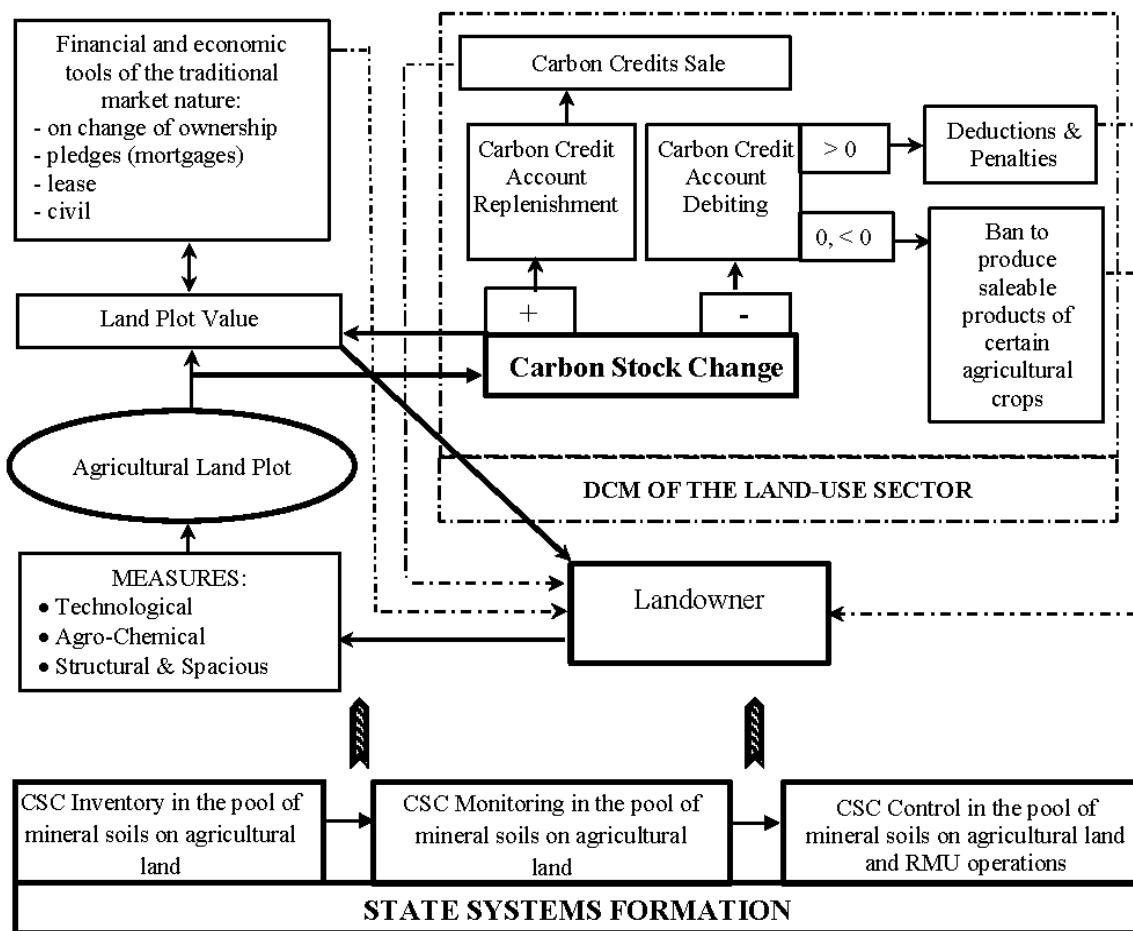 Financial and economic
tools of the traditional
market nature:
- on change of ownership
- pledges (mortgages)
- lease
- civil
Carbon Credits Sale
Carbon Credit
Account
Replenishment
Carbon Credit
Account
Debiting
> 0
0, < 0
Deductions &
Penalties
Ban to
produce
saleable
products of
certain
agricultural
crops
Land Plot Value
+
-
Carbon Stock Change
Agricultural Land Plot
DCM OF THE LAND-USE SECTOR
MEASURES:
● Technological
● Agro-Chemical
● Structural & Spacious
Landowner
CSC Inventory in the pool of
mineral soils on agricultural
land
CSC Monitoring in the pool of
mineral soils on agricultural
land
CSC Control in the pool of
mineral soils on agricultural land
and RMU operations
STATE SYSTEMS FORMATION